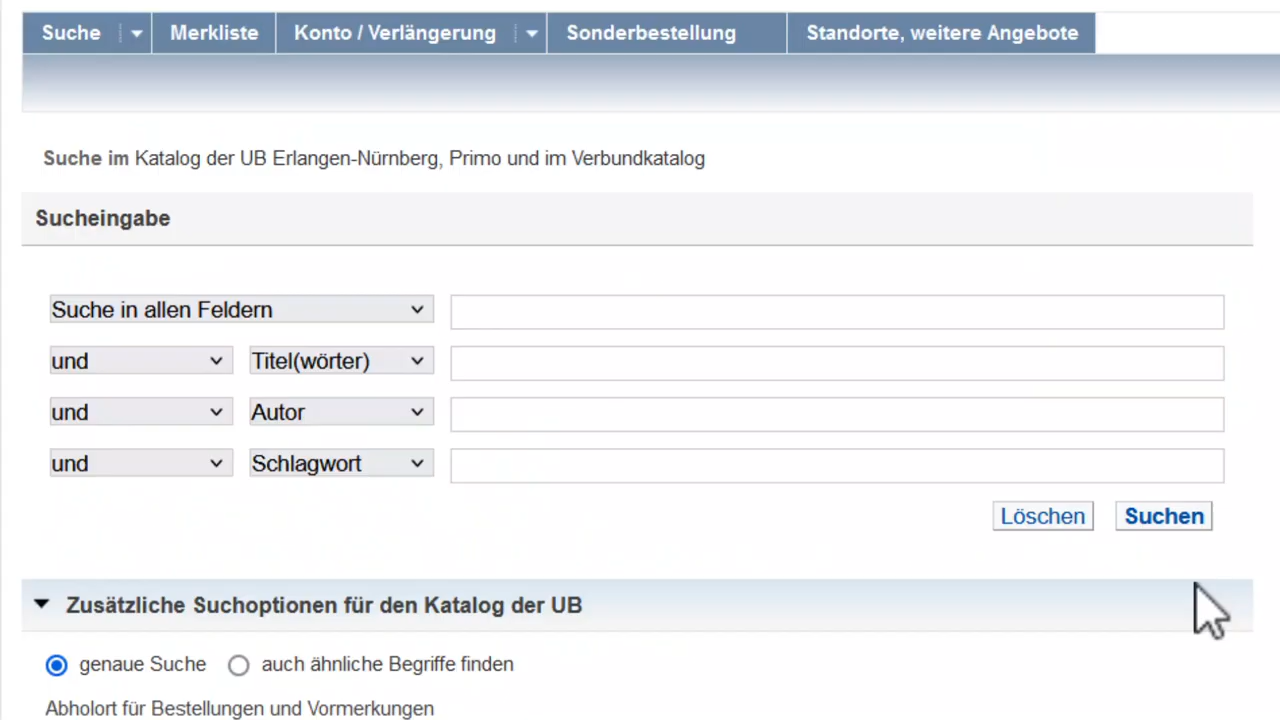 Suche Merkliste Konto / Verlängerung Sonderbestellung Standorte, weitere Angebote
Suche im Katalog der UB Erlangen-Nürnberg, Primo und im Verbundkatalog
Sucheingabe
Suche in allen Feldern
und Titel(wörter)
und Autor
und Schlagwort
Löschen Suchen
Zusätzliche Suchoptionen für den Katalog der UB
genaue Suche auch ähnliche Begriffe finden
Abholort für Bestellungen und Vormerkungen